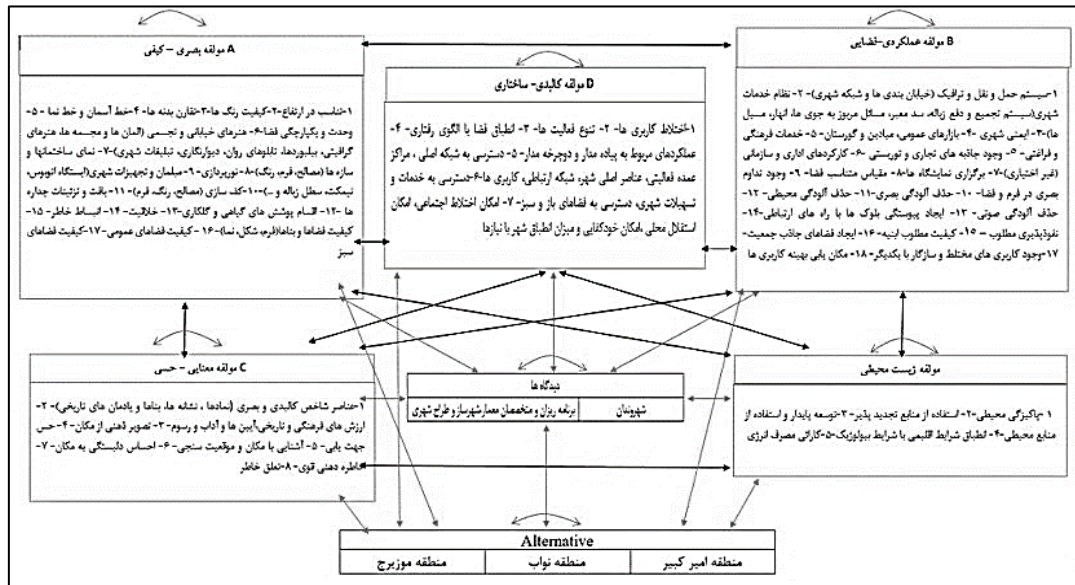 A مولفه بصری – کیفی
۱-تناسب در ارتفاع-۲-کیفیت رنگ ها-۳-تقارن بدنه ها-۴-خط آسمان و خط نما -۵-
وحدت و یکپارچگی فضا-۶-هنرهای خیابانی و تجسمی (المان ها و مجسمه ها، هنرهای
گرافیتی، بیلبوردها، تابلوهای روان، دیوارنگاری، تبلیغات شهری)-۷- نمای ساختمانها و
سازه ها (مصالح، فرم، رنگ)-۸-نورپردازی-۹-مبلمان و تجهیزات شهری(ایستگاه اتوبوس،
نیمکت، سطل زباله و ...)-۱۰-کف سازی (مصالح، رنگ، فرم)-۱۱-بافت و تزئینات جداره
ها -۱۲-اقسام پوشش های گیاهی و گلکاری-۱۳-خلاقیت-۱۴- انبساط خاطر-۱۵-
کیفیت فضاها و بناها(فرم، شکل، نما)-۱۶- کیفیت فضاهای عمومی-۱۷-کیفیت فضاهای
سبز
D مولفه کالبدی- ساختاری
۱-اختلاط کاربری ها- ۲- تنوع فعالیت ها- ۳- انطباق فضا با الگوی رفتاری- ۴-
عملکردهای مربوط به پیاده مدار و دوچرخه مدار-۵- دسترسی به شبکه اصلی ، مراکز
عمده فعالیتی، عناصر اصلی شهر، شبکه ارتباطی، کاربری ها-۶-دسترسی به خدمات و
تسهیلات شهری، دسترسی به فضاهای باز و سبز-۷- امکان اختلاط اجتماعی، امکان
استقلال محلی ،امکان خودکفایی و میزان انطباق شهر با نیازها
B مولفه عملکردی-فضایی
۱-سیستم حمل و نقل و ترافیک (خیابان بندی ها و شبکه شهری)- ۲- نظام خدمات
شهری(سیستم تجمیع و دفع زباله، سد معبر، مسائل مربوز به جوی ها، انهار، مسیل
ها)-۳- ایمنی شهری -۴- بازارهای عمومی، میادین و گورستان- ۵- خدمات فرهنگی
و فراغتی-۵- وجود جاذبه های تجاری و توریستی -۶- کارکردهای اداری و سازمانی
(غیر اختیاری)-۷- برگزاری نمایشگاه ها-۸- مقیاس متناسب فضا- ۹- وجود تداوم
بصری در فرم و فضا- ۱۰- حذف آلودگی بصری-۱۱- حذف آلودگی محیطی- ۱۲-
حذف آلودگی صوتی- ۱۳- ایجاد پیوستگی بلوک ها با راه های ارتباطی-۱۴-
نفوذپذیری مطلوب – ۱۵- کیفیت مطلوب ابنیه- ۱۶- ایجاد فضاهای جاذب جمعیت-
۱۷-وجود کاربری های مختلط و سازگار با یکدیگر- ۱۸- مکان یابی بهینه کاربری ها
C مولفه معنایی – حسی
۱-عناصر شاخص کالبدی و بصری (نمادها ، نشانه ها، بناها و یادمان های تاریخی)- ۲-
ارزش های فرهنگی و تاریخی،آیین ها و آداب و رسوم- ۳- تصویر ذهنی از مکان-۴- حس
جهت یابی- ۵- آشنایی با مکان و موقعیت سنجی- ۶- احساس دلبستگی به مکان-۷-
خاطره ذهنی قوی- ۸-تعلق خاطر
دیدگاه ها
شهروندان
برنامه ریزان و متخصصان معمار،شهرساز و طراح شهری
مولفه زیست محیطی
۱-پاکیزگی محیطی-۲- استفاده از منابع تجدید پذیر- ۳-توسعه پایدار و استفاده از
منابع محیطی-۴- انطباق شرایط اقلیمی با شرایط بیولوژیک-۵-کارائی مصرف انرژی
Alternative
منطقه امیر کبیر
منطقه نواب
منطقه موزیرج